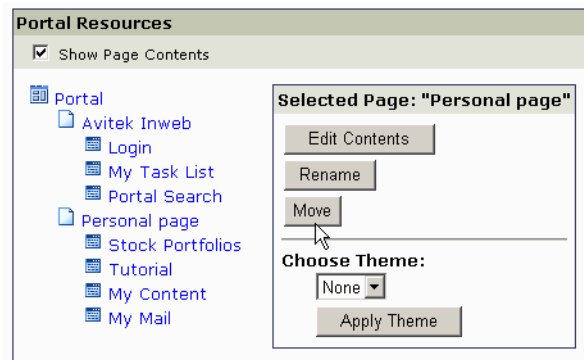 Portal Resources
Show Page Contents
Portal
Avitek Inweb
Login
My Task List
Portal Search
Personal page
Stock Portfolios
Tutorial
My Content
My Mail
Selected Page: "Personal page"
Edit Contents
Rename
Move
Choose Theme:
None
Apply Theme